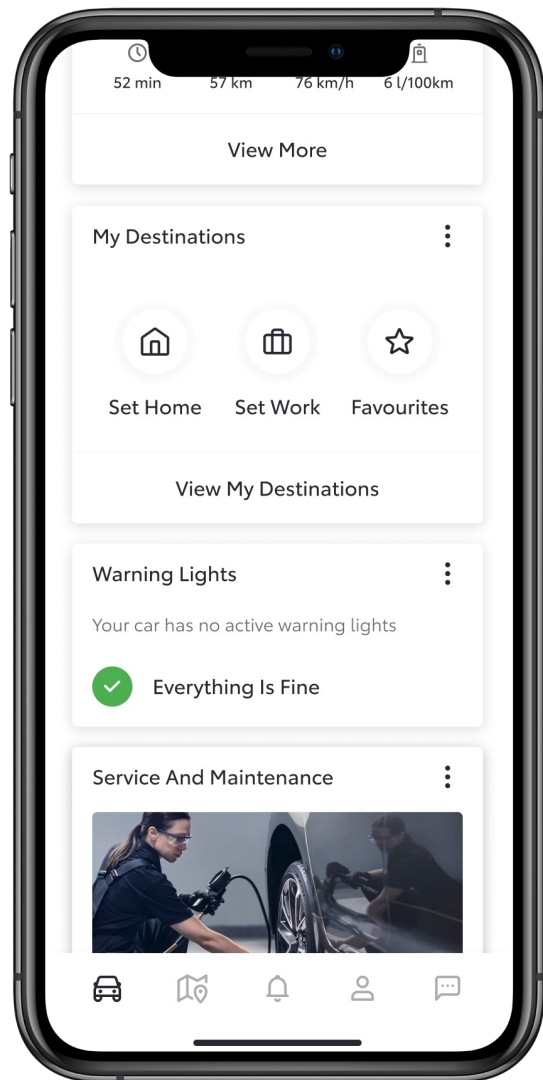 52 min 57 km 76 km/h 6 l/100km
View More
My Destinations
Set Home Set Work Favourites
View My Destinations
Warning Lights
Your car has no active warning lights
Everything Is Fine
Service And Maintenance